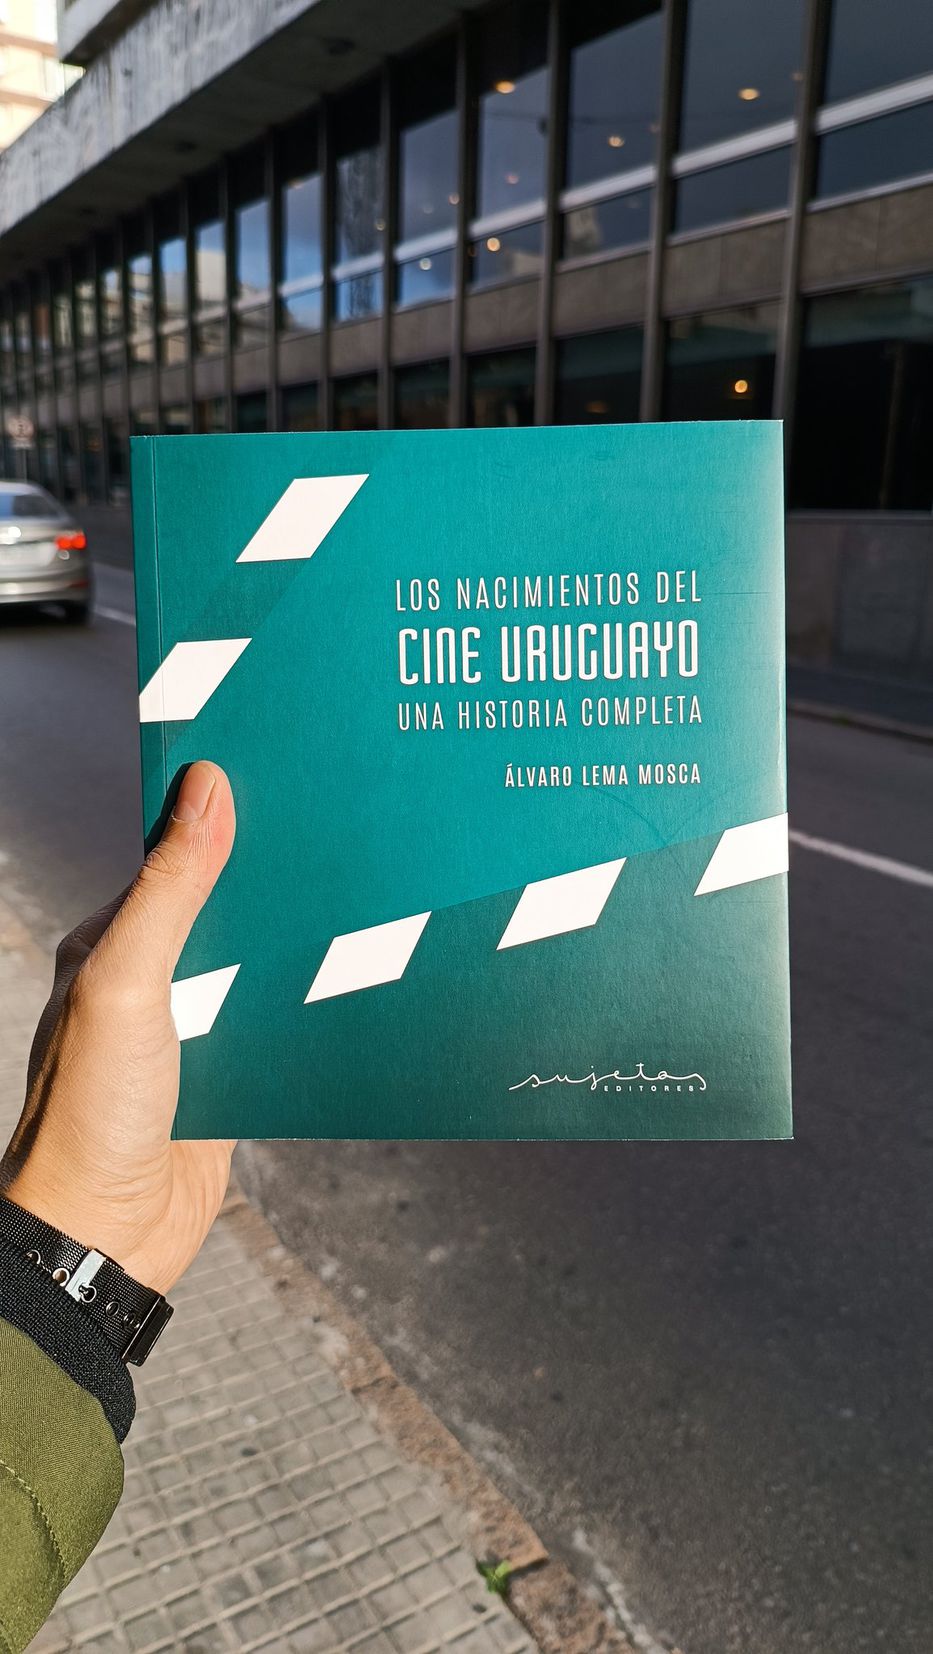 LOS NACIMIENTOS DEL
CINE URUGUAYO
UNA HISTORIA COMPLETA
ÁLVARO LEMA MOSCA
sujetos
EDITORES